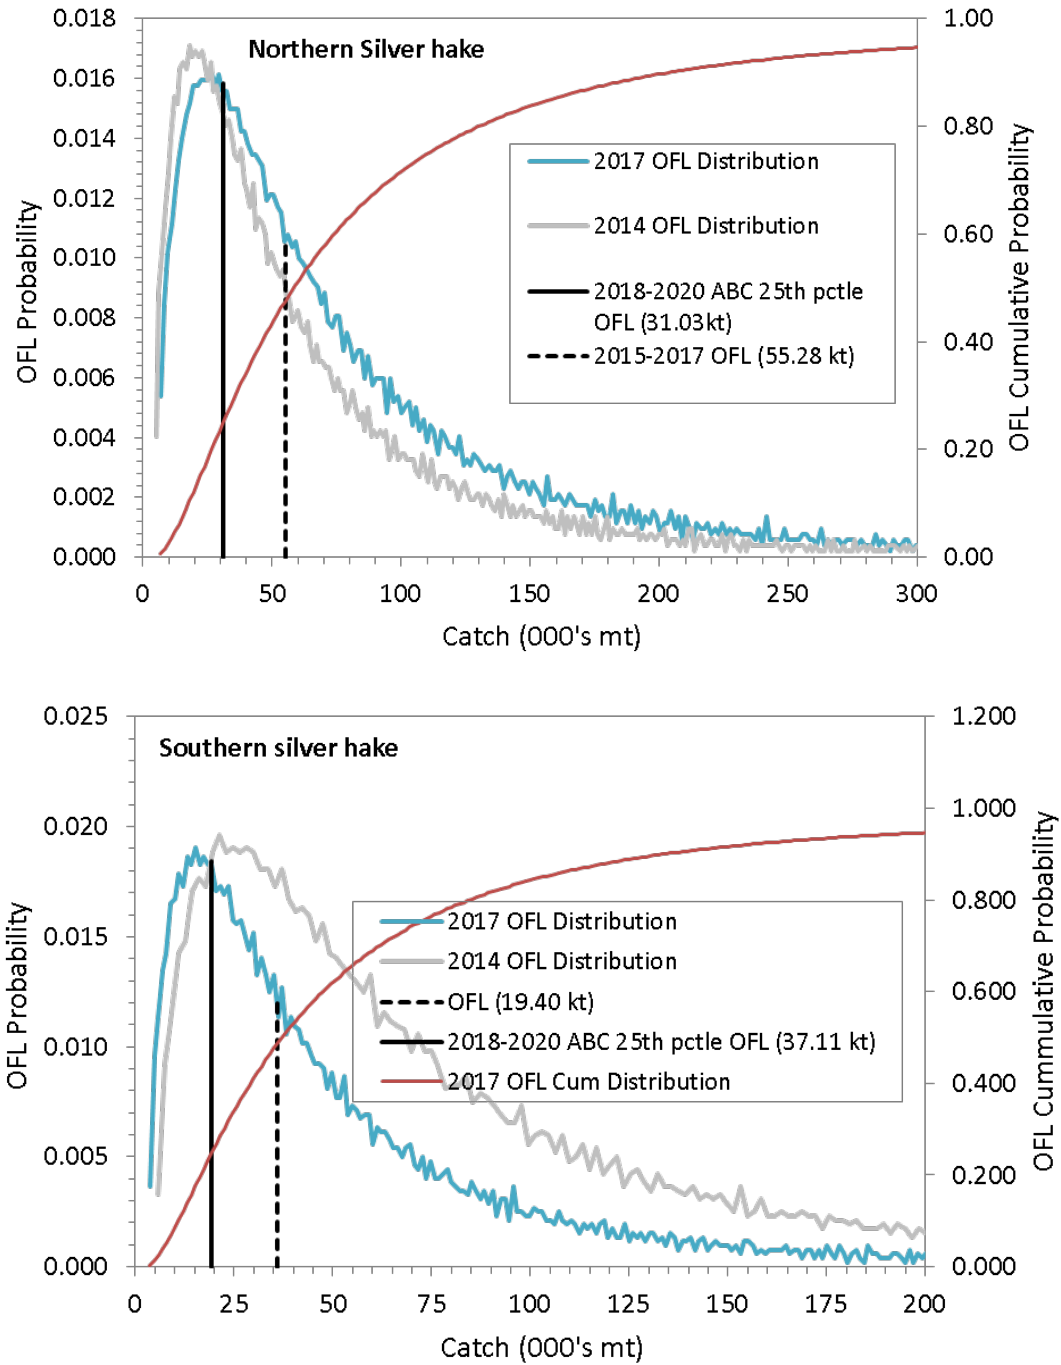 Northern Silver hake
0.018
0.016
0.014
0.012
0.010
0.008
0.006
0.004
0.002
0.000
OFL Probability
1.00
0.80
0.60
0.40
0.20
0.00
OFL Cumulative Probability
2017 OFL Distribution
2014 OFL Distribution
2018-2020 ABC 25th pctle
OFL (31.03kt)
2015-2017 OFL (55.28 kt)
0 50 100 150 200 250 300
Catch (000's mt)
Southern silver hake
0.025
0.020
0.015
0.010
0.005
0.000
OFL Probability
1.200
1.000
0.800
0.600
0.400
0.200
0.000
OFL Cummulative Probability
2017 OFL Distribution
2014 OFL Distribution
OFL (19.40 kt)
2018-2020 ABC 25th pctle OFL (37.11 kt)
2017 OFL Cum Distribution
0 25 50 75 100 125 150 175 200
Catch (000's mt)